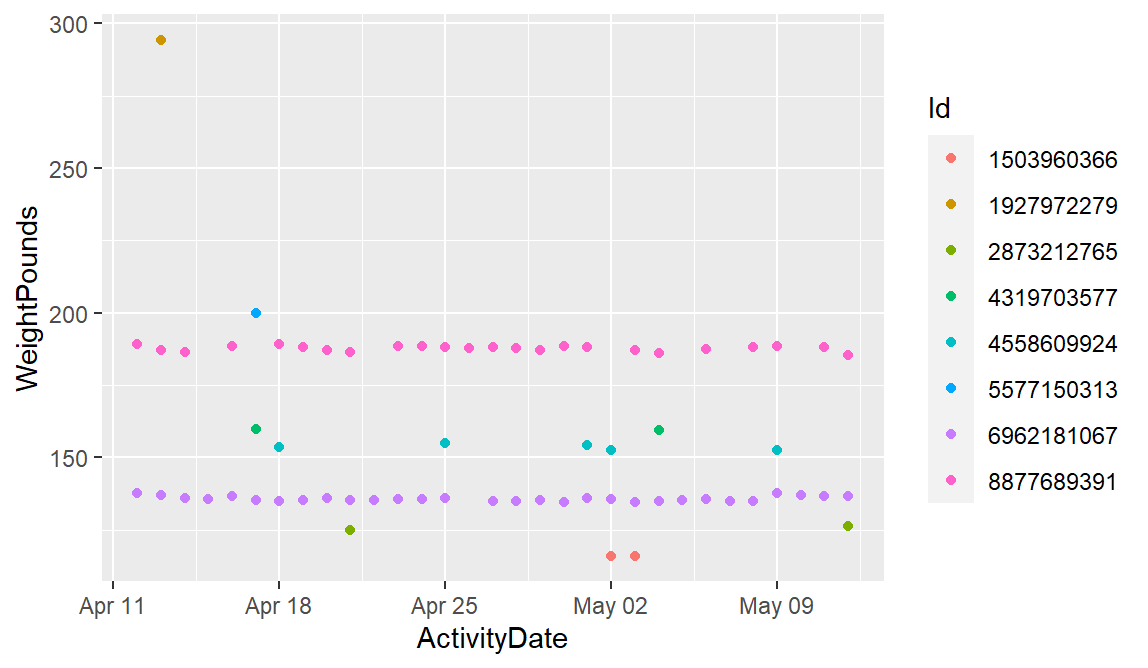 300
250
200
150
WeightPounds
Apr 11
Apr 18
Apr 25
May 02
May 09
ActivityDate
Id
1503960366
1927972279
2873212765
4319703577
4558609924
5577150313
6962181067
8877689391